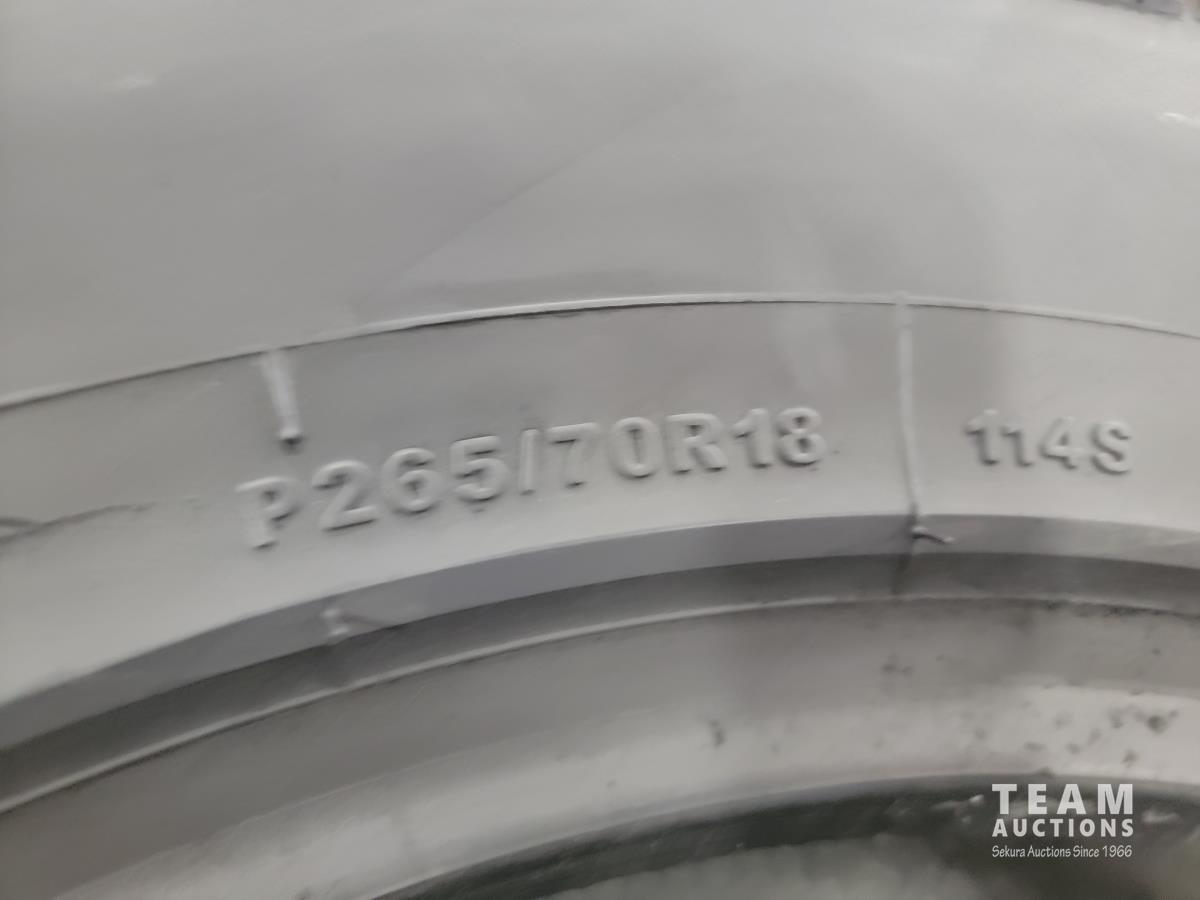 P265/70R18 114S
TEAM
AUCTIONS
Sekura Auctions Since 1966